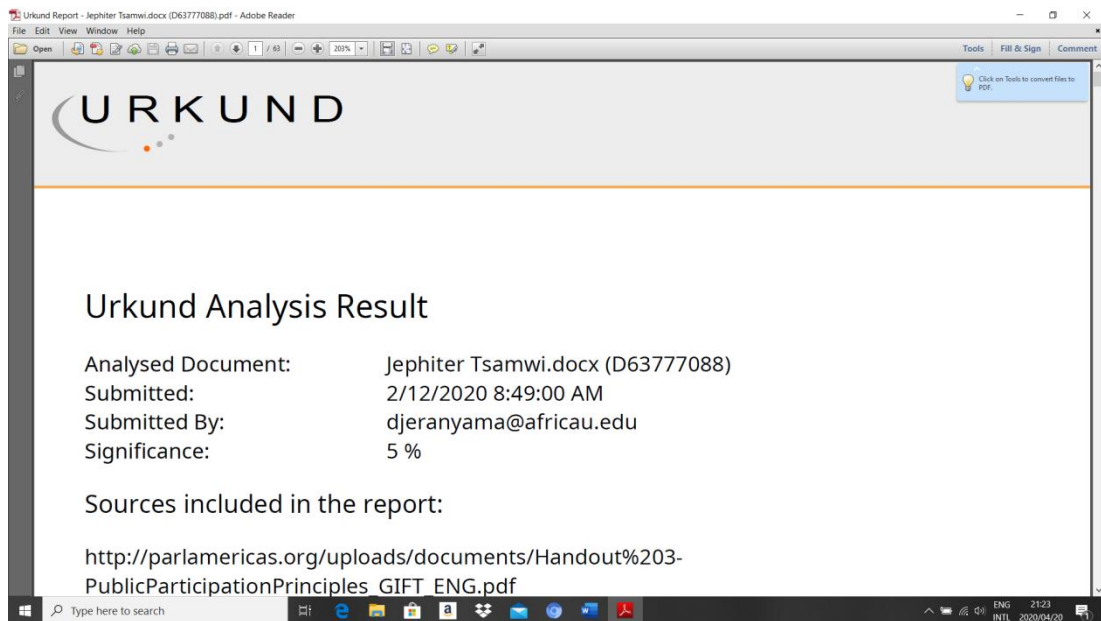 Urkund Report - Jephiter Tsamwi.docx (D63777088).pdf - Adobe Reader
File Edit View Window Help
Open 1 / 63 203% Tools Fill & Sign Comment
Click on Tools to convert files to
PDF.
URKUND
Urkund Analysis Result
Analysed Document: Jephiter Tsamwi.docx (D63777088)
Submitted: 2/12/2020 8:49:00 AM
Submitted By: djeranyama@africau.edu
Significance: 5 %
Sources included in the report:
http://parlamericas.org/uploads/documents/Handout%203-
PublicParticipationPrinciples_GIFT_ENG.pdf
Type here to search ENG 21:23
INTL 2020/04/20